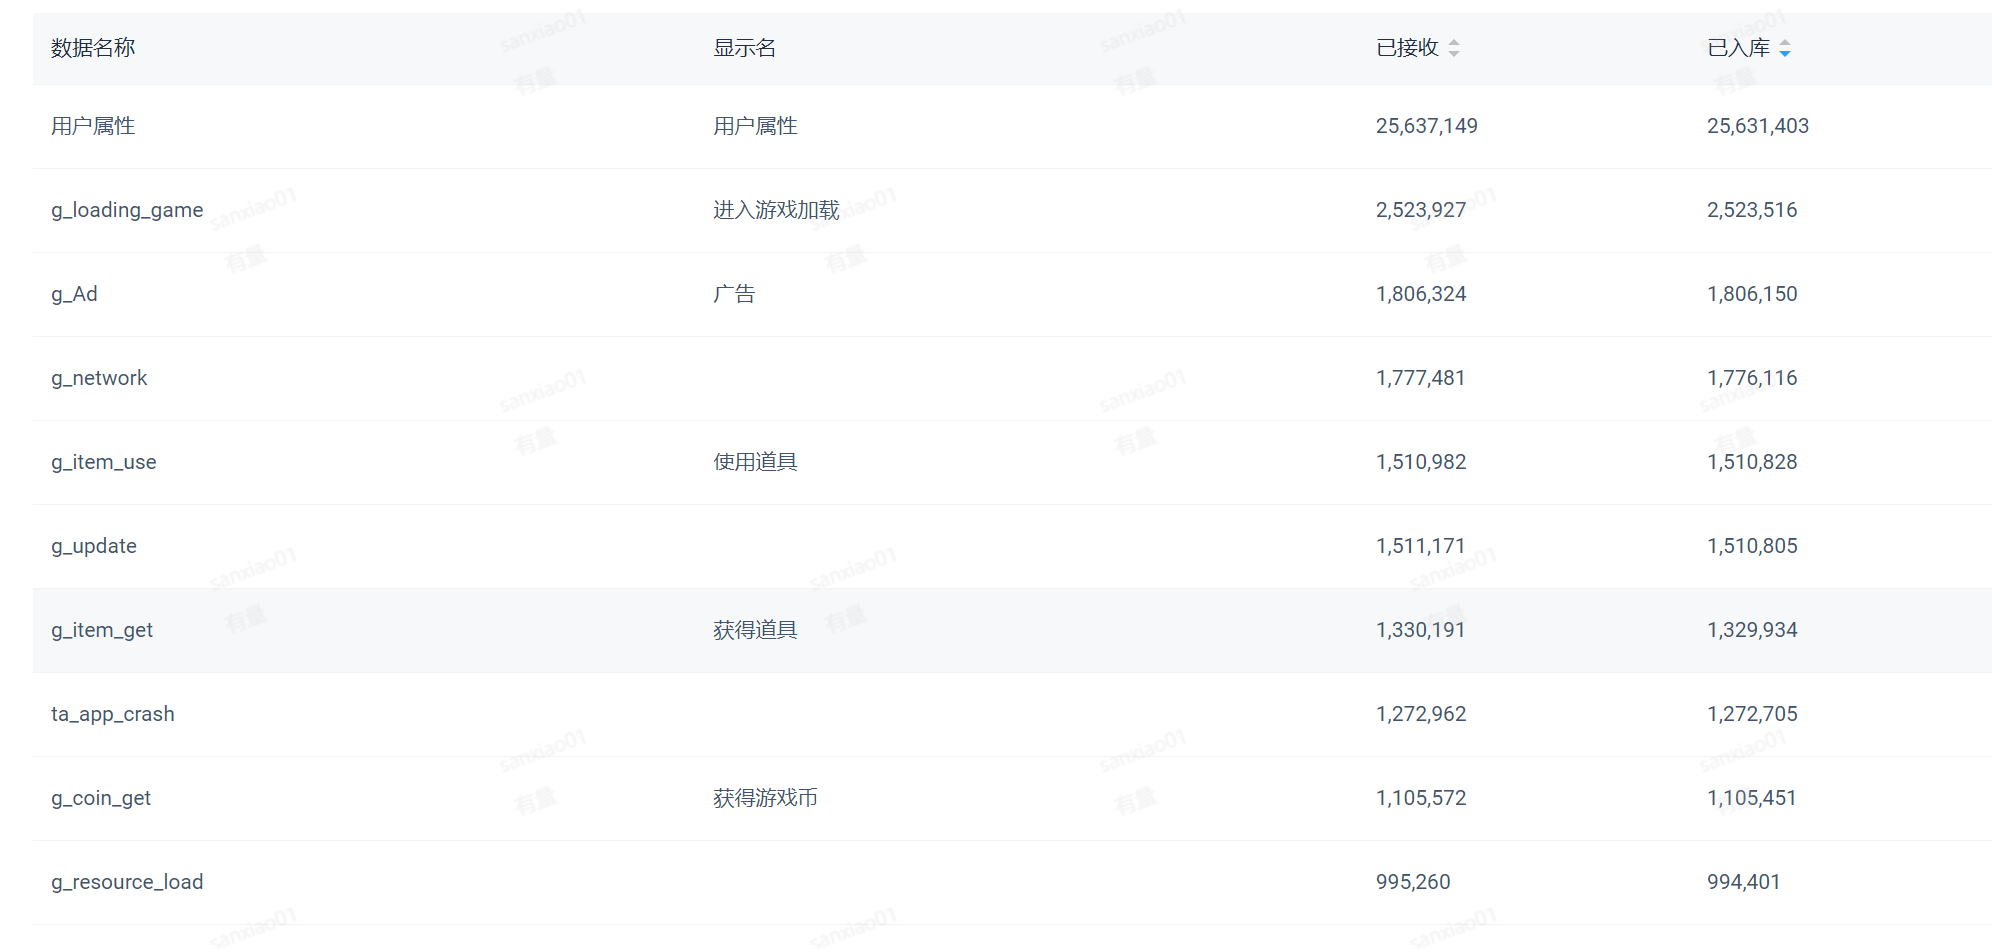 数据名称 显示名 已接收 已入库
用户属性 用户属性 25,637,149 25,631,403
g_loading_game 进入游戏加载 2,523,927 2,523,516
g_Ad 广告 1,806,324 1,806,150
g_network 1,777,481 1,776,116
g_item_use 使用道具 1,510,982 1,510,828
g_update 1,511,171 1,510,805
g_item_get 获得道具 1,330,191 1,329,934
ta_app_crash 1,272,962 1,272,705
g_coin_get 获得游戏币 1,105,572 1,105,451
g_resource_load 995,260 994,401
sanxiao01
有量